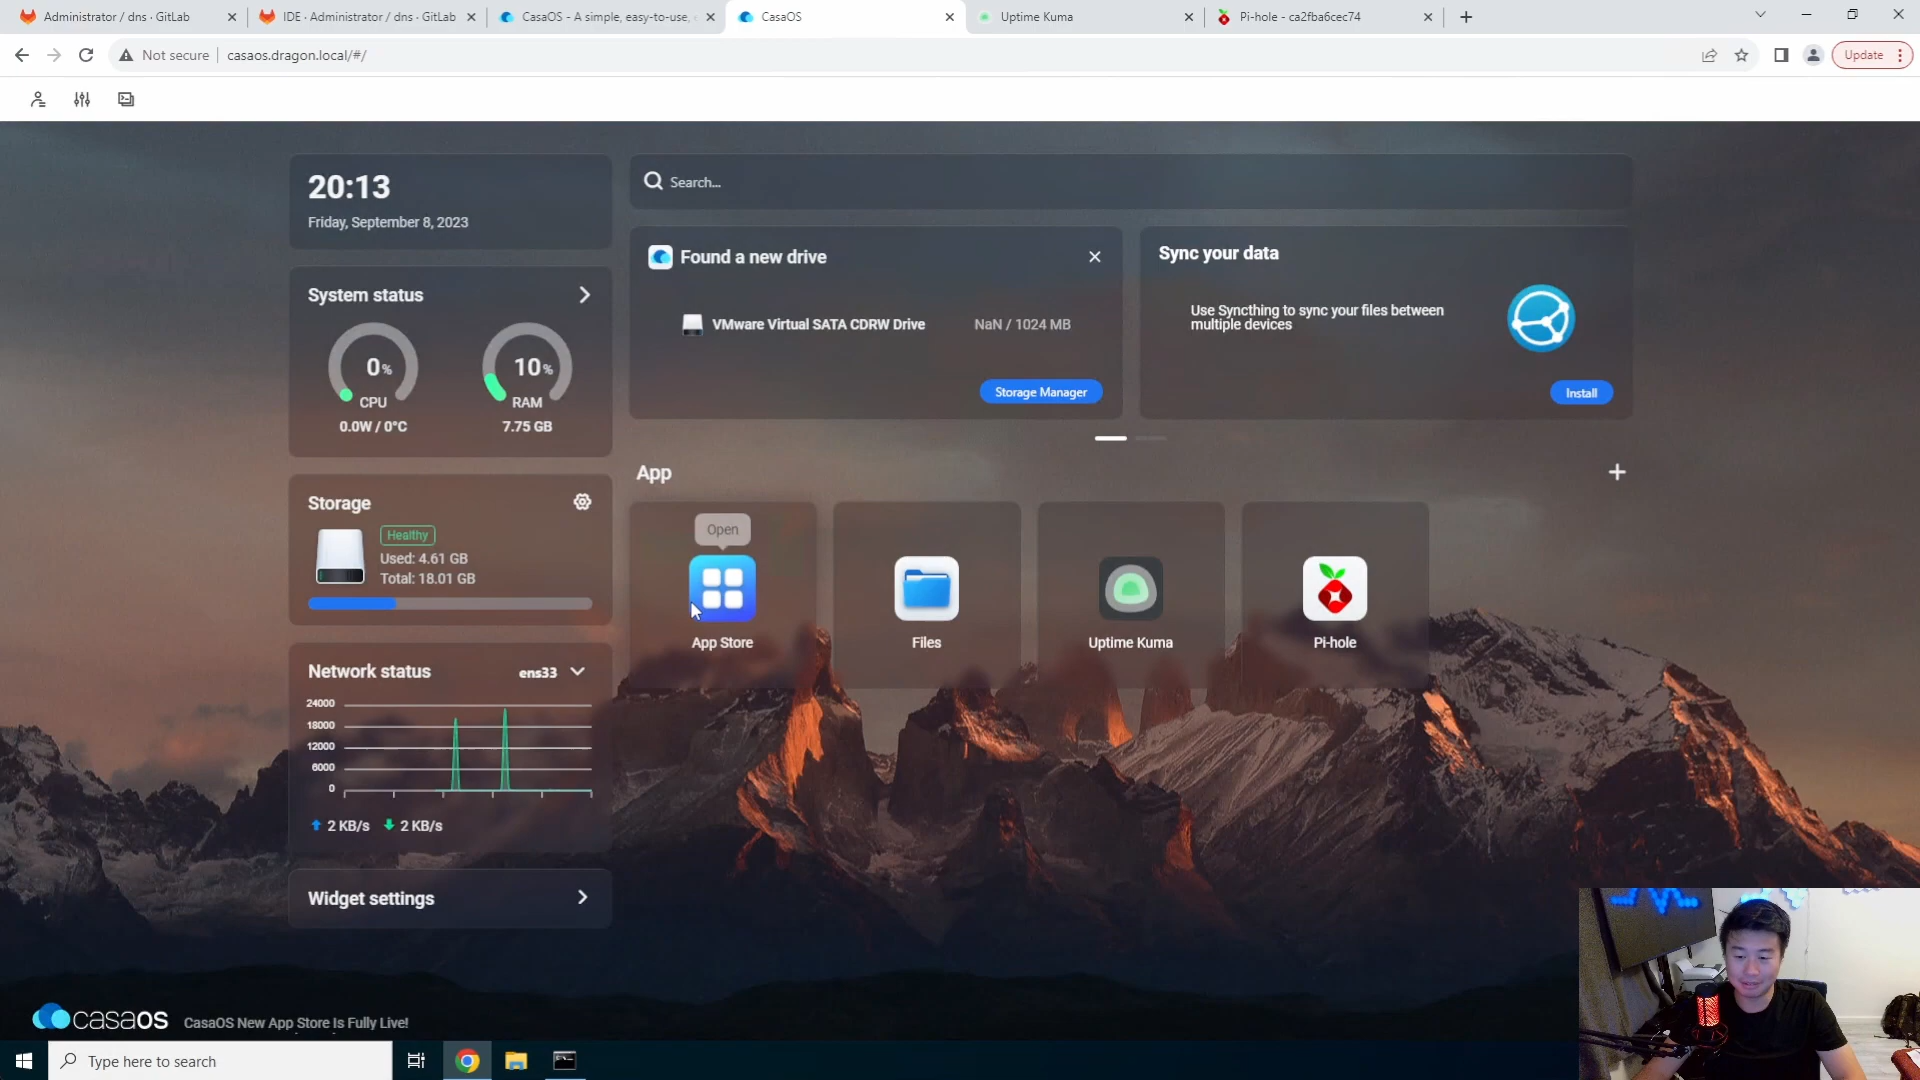 Administrator / dns · GitLab
IDE · Administrator / dns · GitLab
CasaOS - A simple, easy-to-use,
CasaOS
Uptime Kuma
Pi-hole - ca2fba6cec74
Not secure
casaos.dragon.local/#/
Update
20:13
Friday, September 8, 2023
Search...
System status
0%
CPU
0.0W / 0°C
10%
RAM
7.75 GB
Found a new drive
VMware Virtual SATA CDRW Drive
NaN / 1024 MB
Storage Manager
Sync your data
Use Syncthing to sync your files between
multiple devices
Install
Storage
Healthy
Used: 4.61 GB
Total: 18.01 GB
App
Open
App Store
Files
Uptime Kuma
Pi-hole
Network status
ens33
24000
18000
12000
6000
0
2 KB/s
2 KB/s
Widget settings
casaos
CasaOS New App Store Is Fully Live!
Type here to search